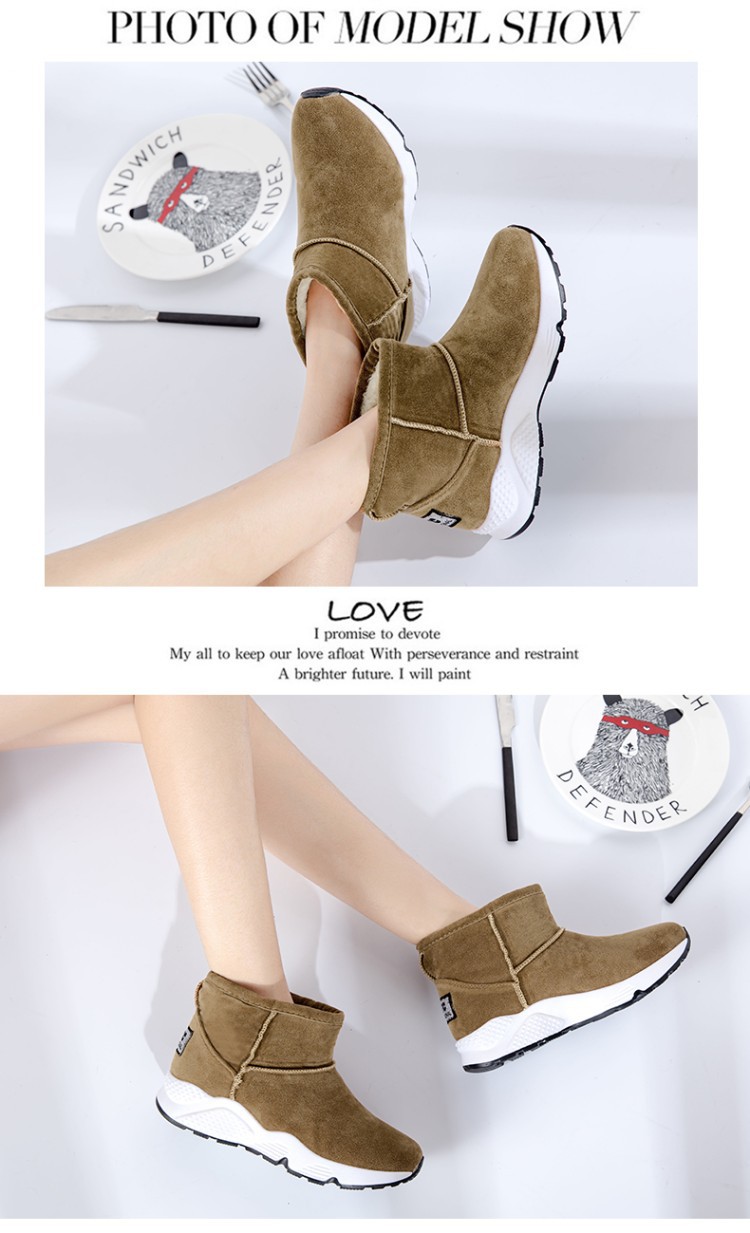 PHOTO OF MODEL SHOW
SANDWICH
DEFENDER
LOVE
I promise to devote
My all to keep our love afloat With perseverance and restraint
A brighter future. I will paint
CH
DEFENDER